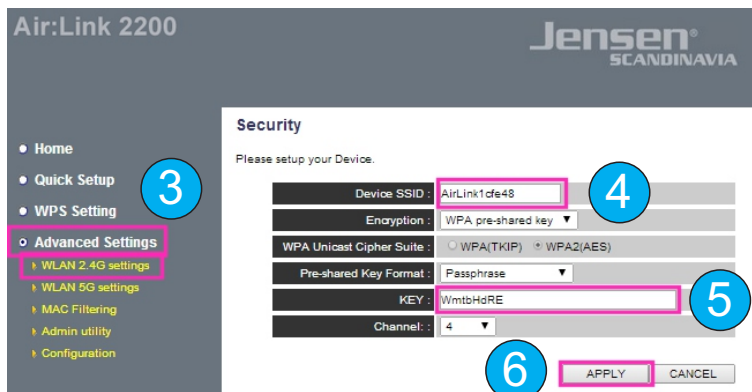 Air:Link 2200
Jensen®
SCANDINAVIA
Home
Quick Setup
WPS Setting
Advanced Settings
WLAN 2.4G settings
WLAN 5G settings
MAC Filtering
Admin utility
Configuration
3
Security
Please setup your Device.
Device SSID : AirLink1cfe48
4
Encryption : WPA pre-shared key
WPA Unicast Cipher Suite : WPA(TKIP) WPA2(AES)
Pre-shared Key Format : Passphrase
KEY : WmtbHdRE
5
Channel: : 4
6
APPLY CANCEL